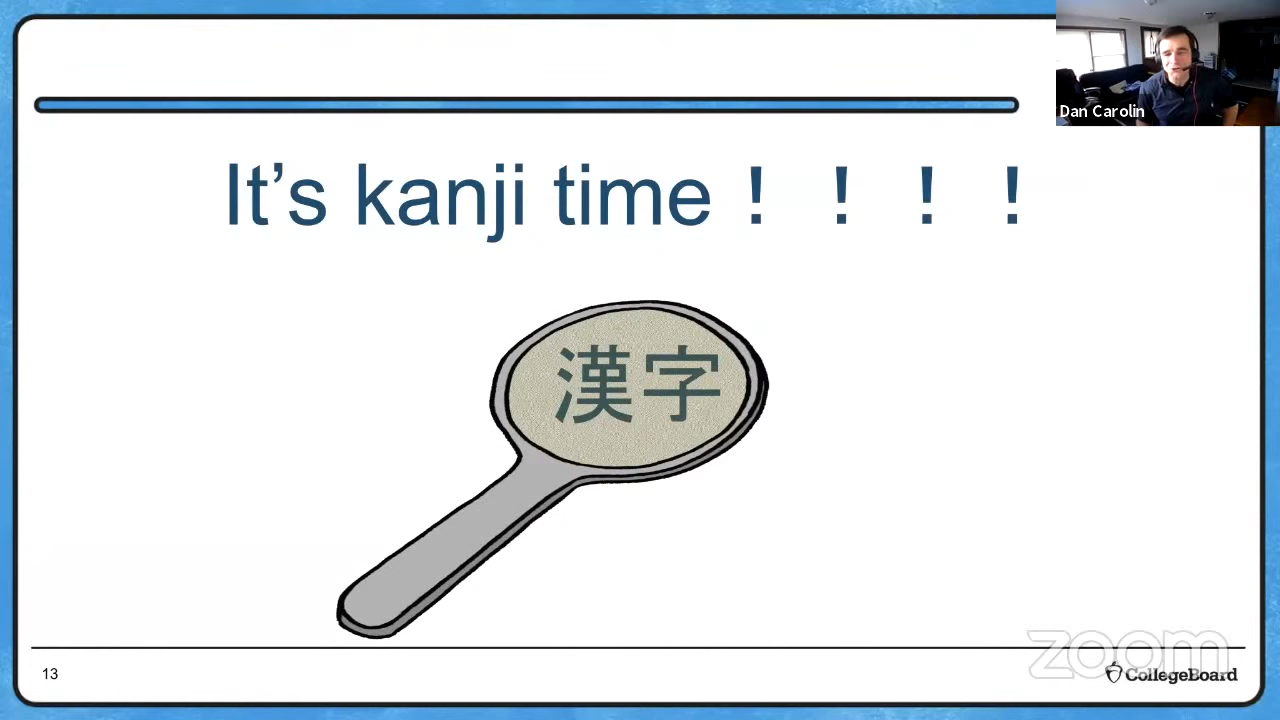 Dan Carolin
It’s kanji time！！！！
漢字
13
zoom
CollegeBoard